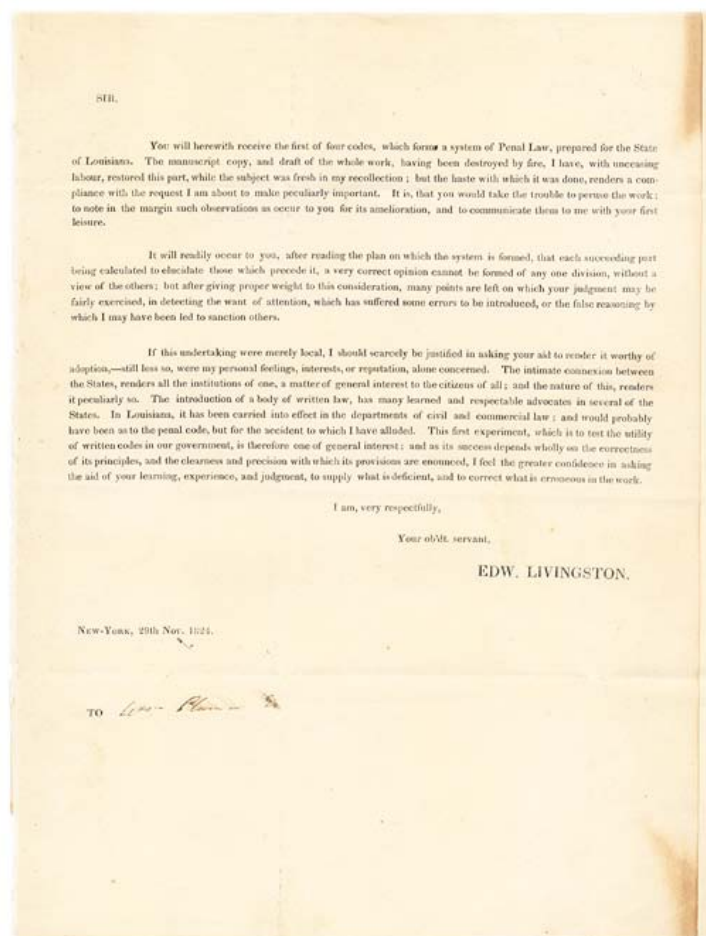 SIR,
You will herewith receive the first of four codes, which forms a system of Penal Law, prepared for the State
of Louisiana. The manuscript copy, and draft of the whole work, having been destroyed by fire, I have, with unceasing
labour, restored this part, while the subject was fresh in my recollection; but the haste with which it was done, renders a com-
pliance with the request I am about to make peculiarly important. It is, that you would take the trouble to peruse the work;
to note in the margin such observations as occur to you for its amelioration, and to communicate them to me with your first
leisure.
It will readily occur to you, after reading the plan on which the system is formed, that each succeeding part
being calculated to elucidate those which precede it, a very correct opinion cannot be formed of any one division, without a
view of the others; but after giving proper weight to this consideration, many points are left on which your judgment may be
fairly exercised, in detecting the want of attention, which has suffered some errors to be introduced, or the false reasoning by
which I may have been led to sanction others.
If this undertaking were merely local, I should scarcely be justified in asking your aid to render it worthy of
adoption,—still less so, were my personal feelings, interests, or reputation, alone concerned. The intimate connexion between
the States, renders all the institutions of one, a matter of general interest to the citizens of all; and the nature of this, renders
it peculiarly so. The introduction of a body of written law, has many learned and respectable advocates in several of the
States. In Louisiana, it has been carried into effect in the departments of civil and commercial law; and would probably
have been as to the penal code, but for the accident to which I have alluded. This first experiment, which is to test the utility
of written codes in our government, is therefore one of general interest; and as its success depends wholly on the correctness
of its principles, and the clearness and precision with which its provisions are enounced, I feel the greater confidence in asking
the aid of your learning, experience, and judgment, to supply what is deficient, and to correct what is erroneous in the work.
I am, very respectfully,
Your ob'dt. servant,
EDW. LIVINGSTON.
NEW-YORK, 29th Nov. 1824.
TO